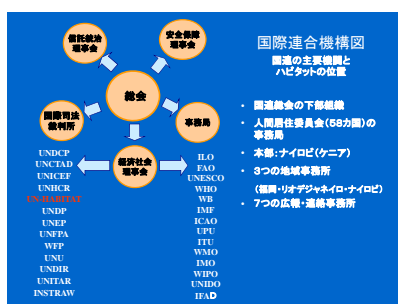 信託統治
理事会
安全保障
理事会
総会
国際司法
裁判所
事務局
経済社会
理事会
UNDCP
UNCTAD
UNICEF
UNHCR
UN-HABITAT
UNDP
UNEP
UNFPA
WFP
UNU
UNDIR
UNITAR
INSTRAW
ILO
FAO
UNESCO
WHO
WB
IMF
ICAO
UPU
ITU
WMO
IMO
WIPO
UNIDO
IFAD
国際連合機構図
国連の主要機関と
ハビタットの位置
・ 国連総会の下部組織
・ 人間居住委員会(58カ国)の
事務局
・ 本部:ナイロビ(ケニア)
・ 3つの地域事務所
(福岡・リオデジャネイロ・ナイロビ)
・ 7つの広報・連絡事務所